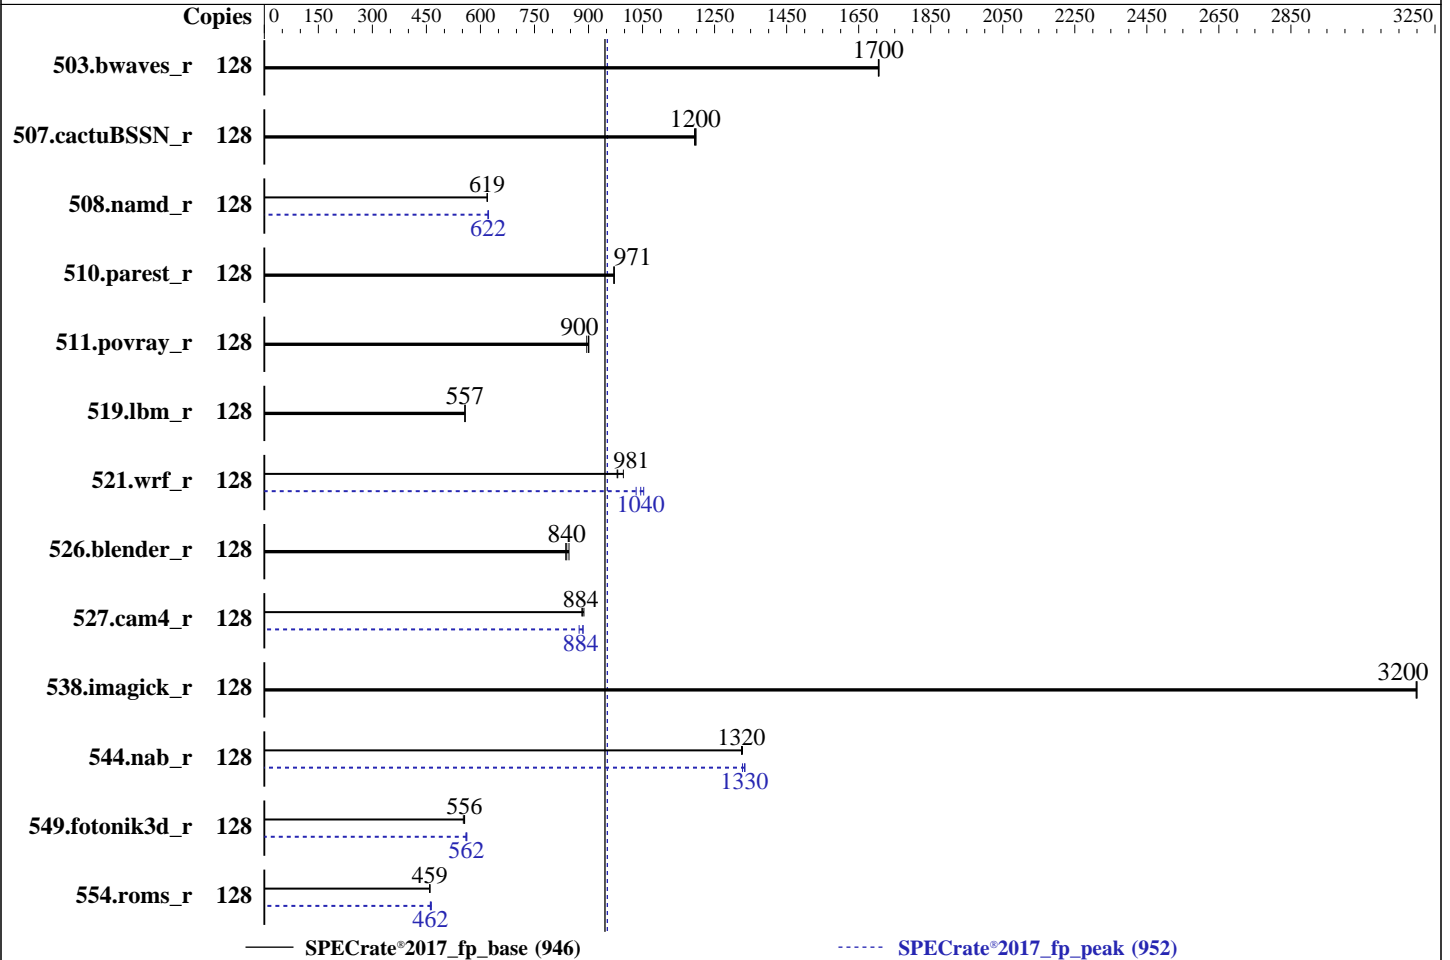 Copies 0 150 300 450 600 750 900 1050 1250 1450 1650 1850 2050 2250 2450 2650 2850 3250
503.bwaves_r 128 1700
507.cactuBSSN_r 128 1200
508.namd_r 128 619
622
510.parest_r 128 971
511.povray_r 128 900
519.lbm_r 128 557
521.wrf_r 128 981
1040
526.blender_r 128 840
527.cam4_r 128 884
884
538.imagick_r 128 3200
544.nab_r 128 1320
1330
549.fotonik3d_r 128 556
562
554.roms_r 128 459
462
SPECrate®2017_fp_base (946) SPECrate®2017_fp_peak (952)